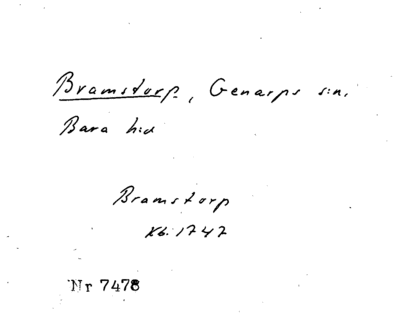 Bramstorp, Genarps sn,
Bara hd
Bramstorp
Kb. 1747
Nr 7478